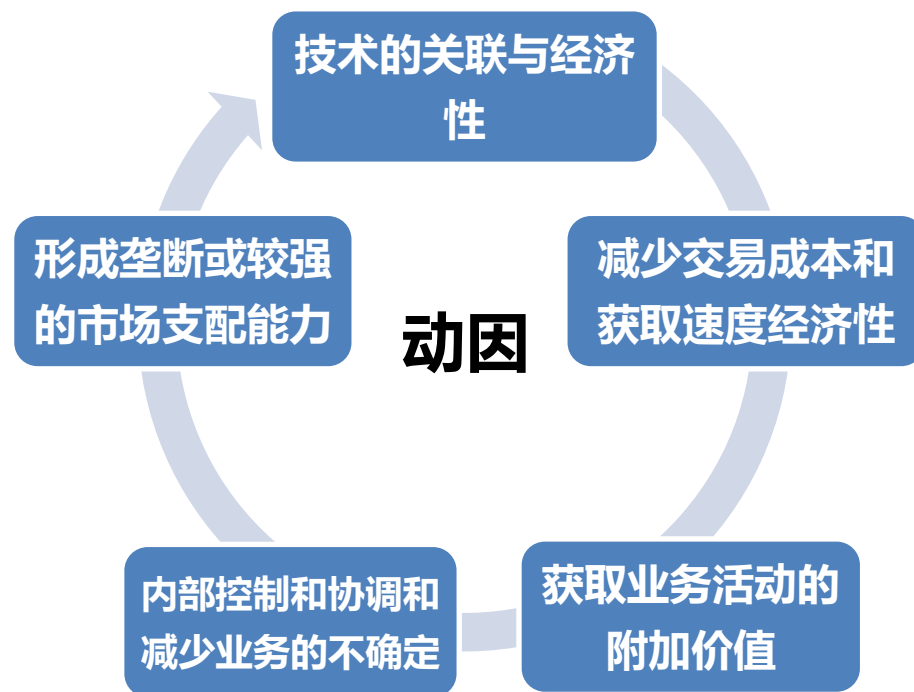 技术的关联与经济
性
减少交易成本和
获取速度经济性
获取业务活动的
附加价值
内部控制和协调和
减少业务的不确定
形成垄断或较强
的市场支配能力
动因